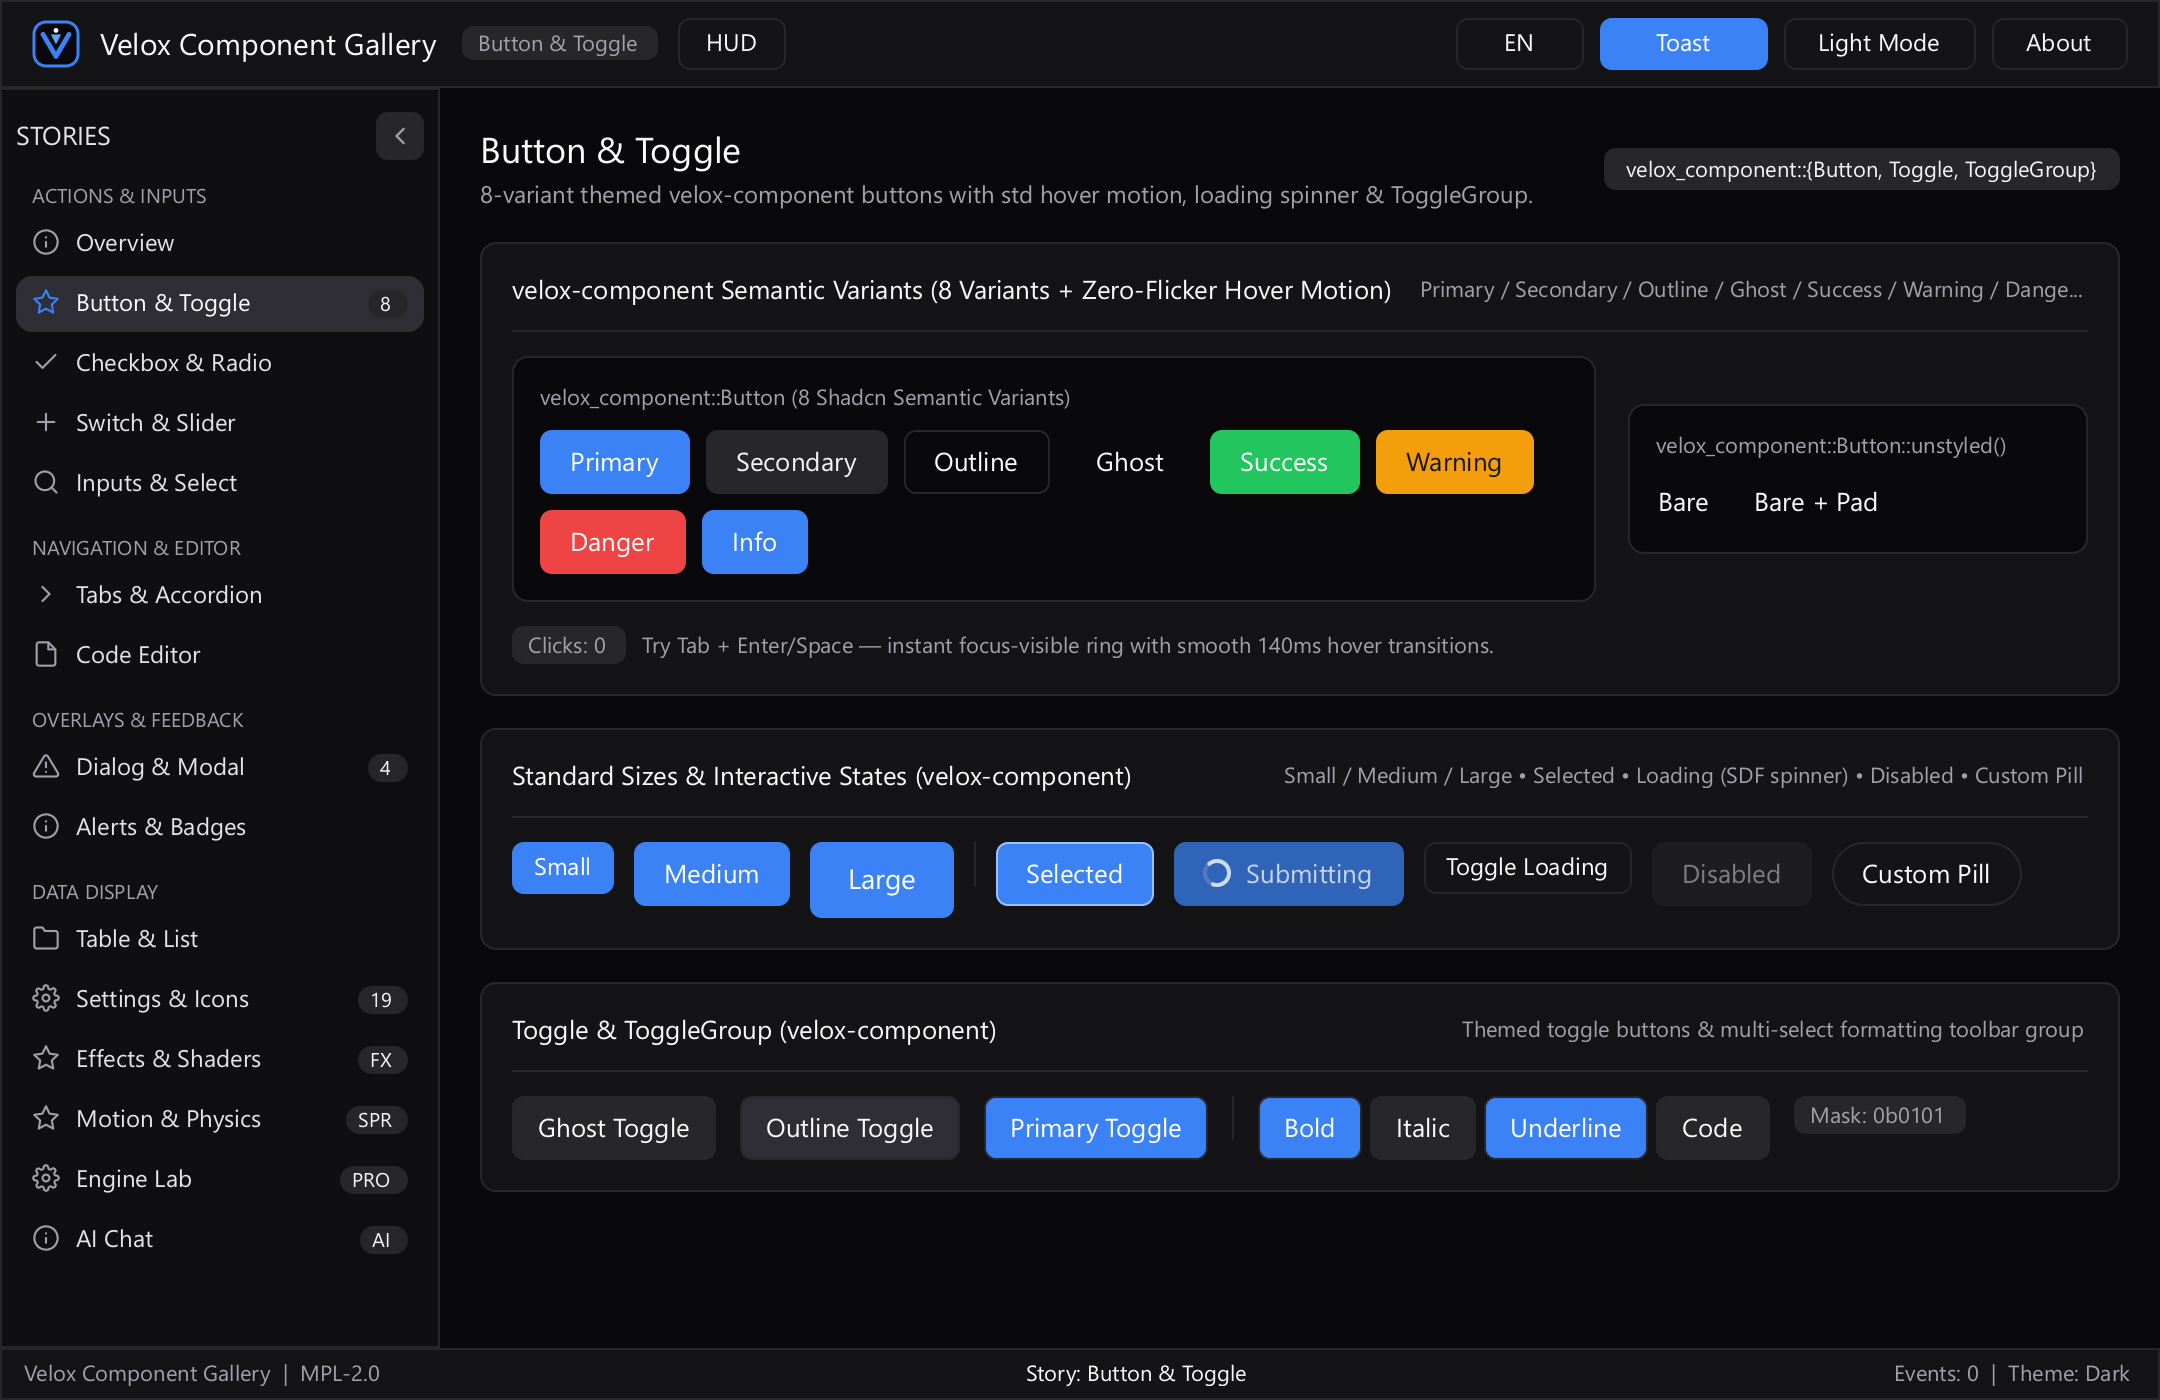 Velox Component Gallery
Button & Toggle
HUD
EN
Toast
Light Mode
About
STORIES
ACTIONS & INPUTS
Overview
Button & Toggle 8
Checkbox & Radio
Switch & Slider
Inputs & Select
NAVIGATION & EDITOR
Tabs & Accordion
Code Editor
OVERLAYS & FEEDBACK
Dialog & Modal 4
Alerts & Badges
DATA DISPLAY
Table & List
Settings & Icons 19
Effects & Shaders FX
Motion & Physics SPR
Engine Lab PRO
AI Chat AI
Button & Toggle
8-variant themed velox-component buttons with std hover motion, loading spinner & ToggleGroup.
velox_component::{Button, Toggle, ToggleGroup}
velox-component Semantic Variants (8 Variants + Zero-Flicker Hover Motion)
Primary / Secondary / Outline / Ghost / Success / Warning / Dange...
velox_component::Button (8 Shadcn Semantic Variants)
Primary
Secondary
Outline
Ghost
Success
Warning
Danger
Info
velox_component::Button::unstyled()
Bare
Bare + Pad
Clicks: 0
Try Tab + Enter/Space — instant focus-visible ring with smooth 140ms hover transitions.
Standard Sizes & Interactive States (velox-component)
Small / Medium / Large • Selected • Loading (SDF spinner) • Disabled • Custom Pill
Small
Medium
Large
Selected
Submitting
Toggle Loading
Disabled
Custom Pill
Toggle & ToggleGroup (velox-component)
Themed toggle buttons & multi-select formatting toolbar group
Ghost Toggle
Outline Toggle
Primary Toggle
Bold
Italic
Underline
Code
Mask: 0b0101
Velox Component Gallery | MPL-2.0
Story: Button & Toggle
Events: 0 | Theme: Dark